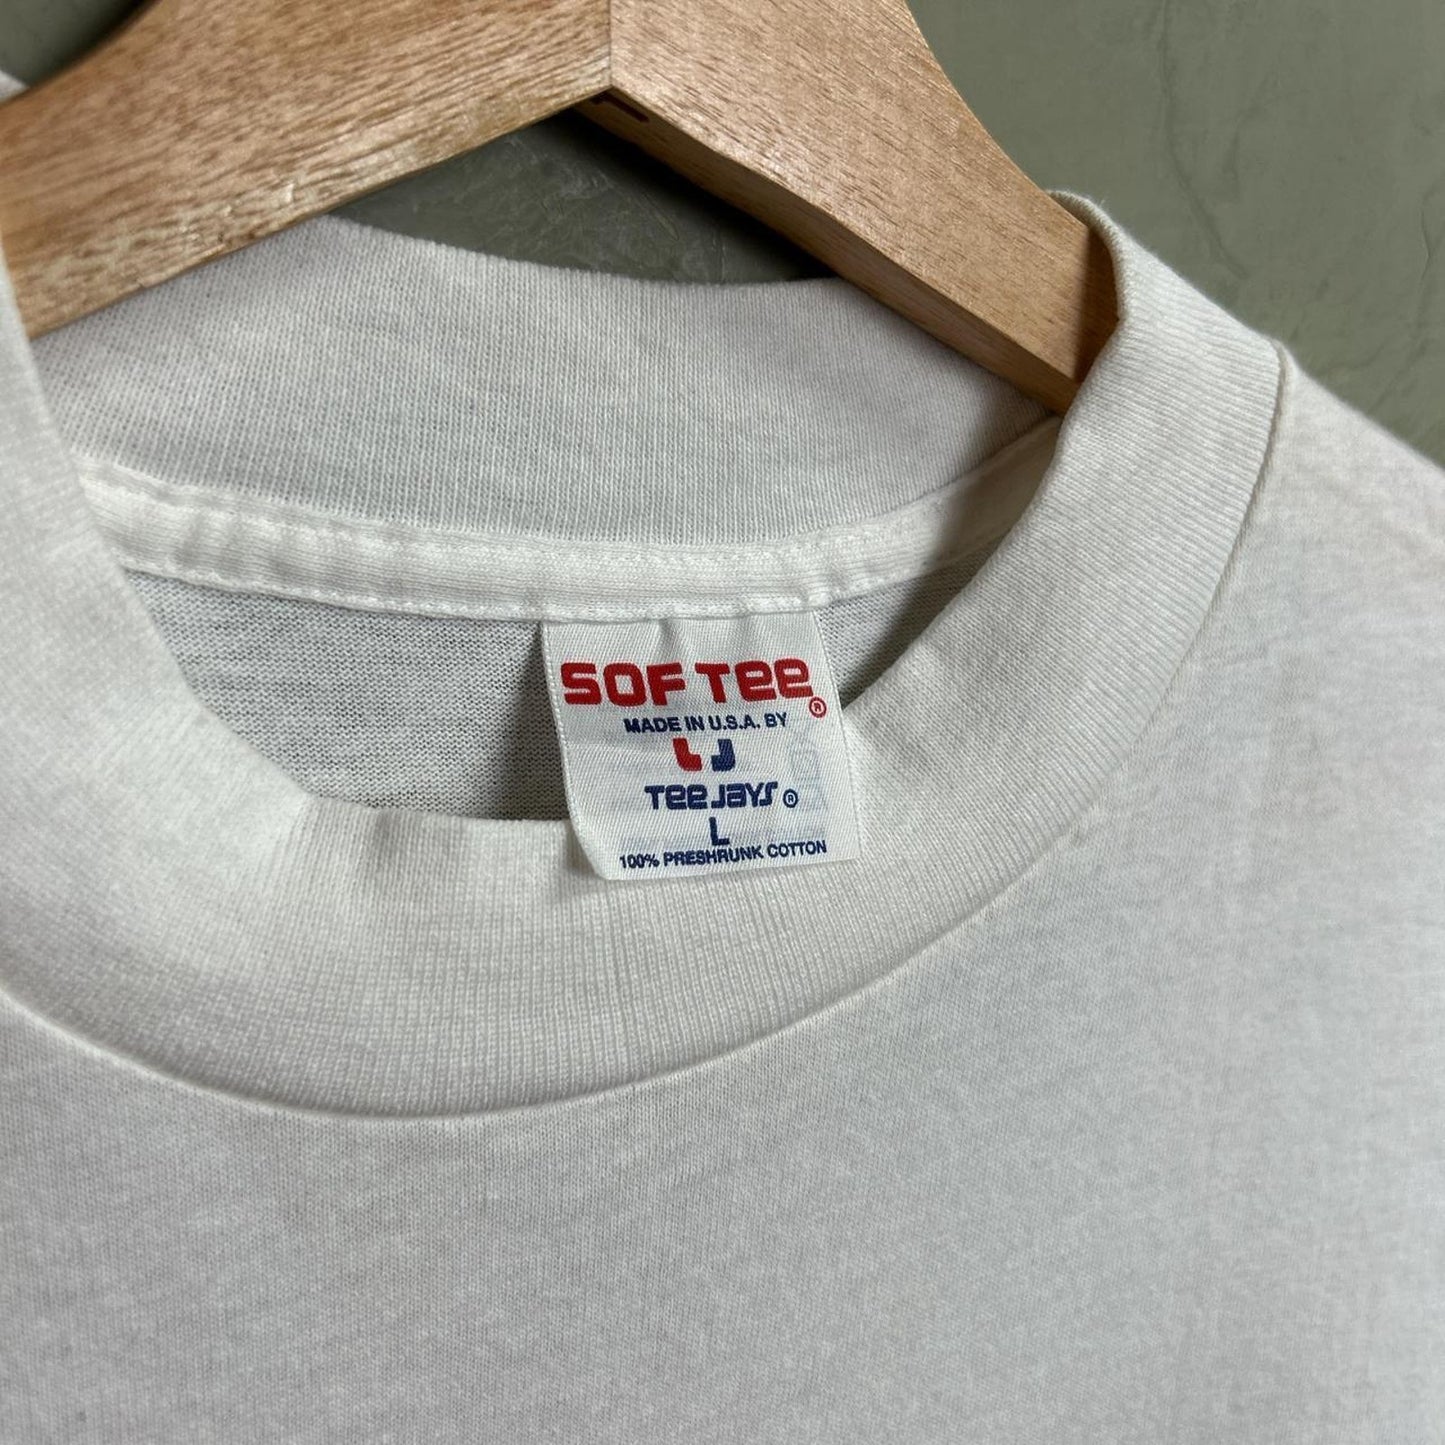 SOF TEE®
MADE IN U.S.A. BY
TEE JAYS®
L
100% PRESHRUNK COTTON